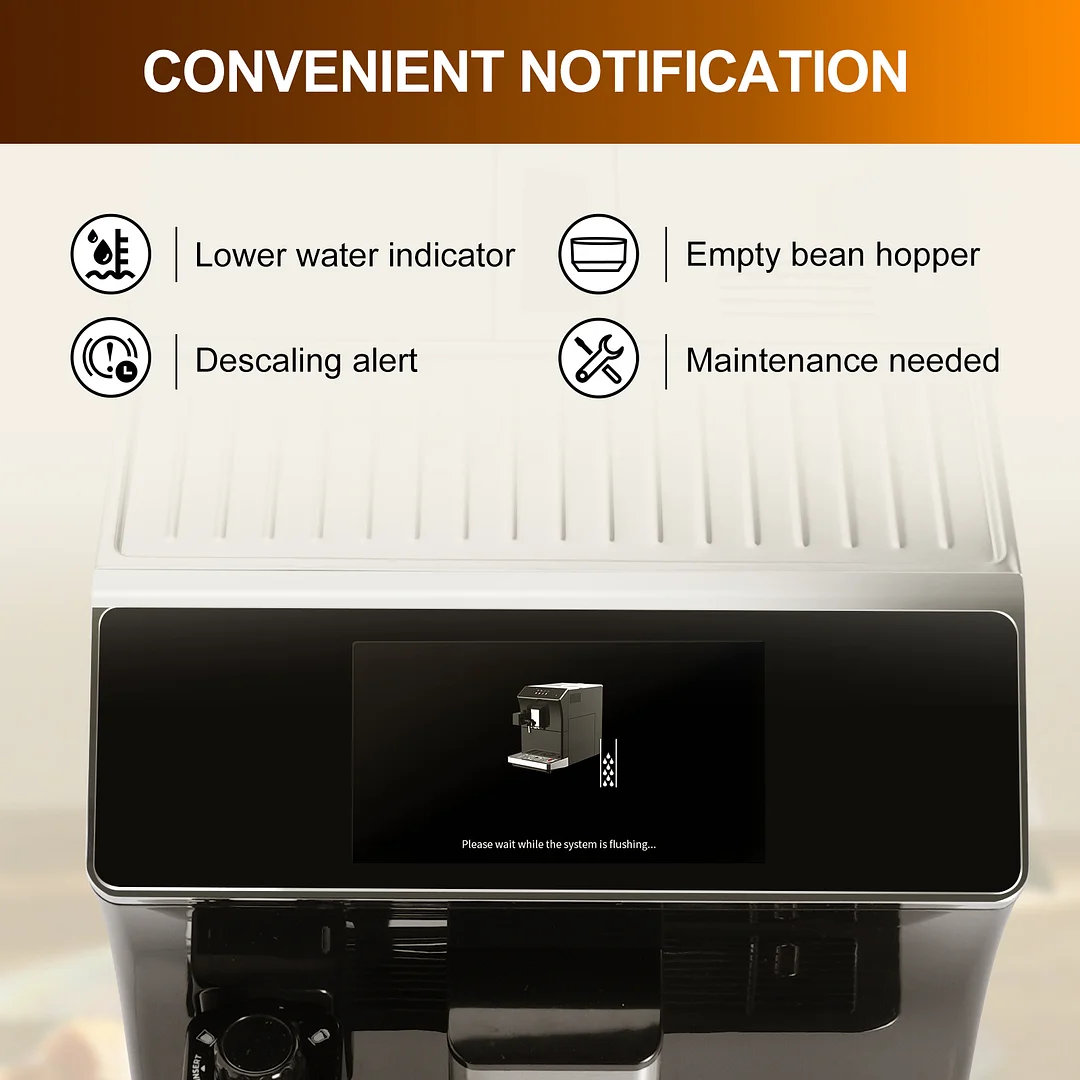 CONVENIENT NOTIFICATION
Lower water indicator
Empty bean hopper
Descaling alert
Maintenance needed
Please wait while the system is flushing...
INSERT